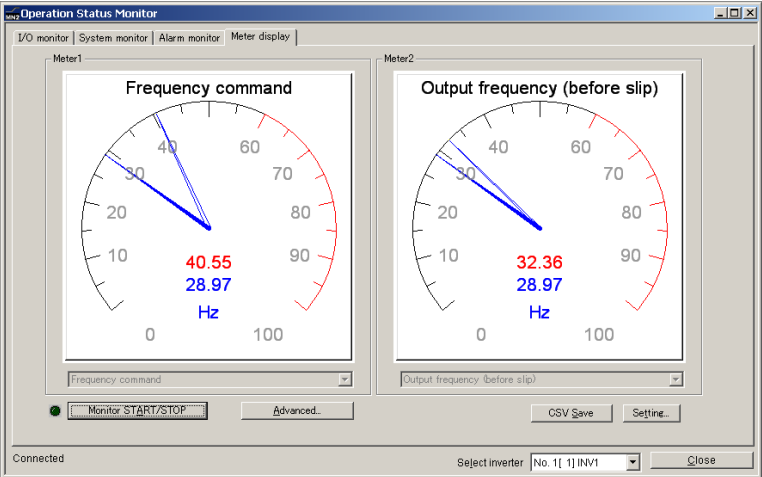 MN2 Operation Status Monitor
I/O monitor System monitor Alarm monitor Meter display
Meter1
Frequency command
40 60
30 70
20 80
10 90
40.55
28.97
Hz
0 100
Frequency command
Meter2
Output frequency (before slip)
40 60
30 70
20 80
10 90
32.36
28.97
Hz
0 100
Output frequency (before slip)
Monitor START/STOP Advanced... CSV Save Setting...
Connected Select inverter No. 1[ 1] INV1 Close